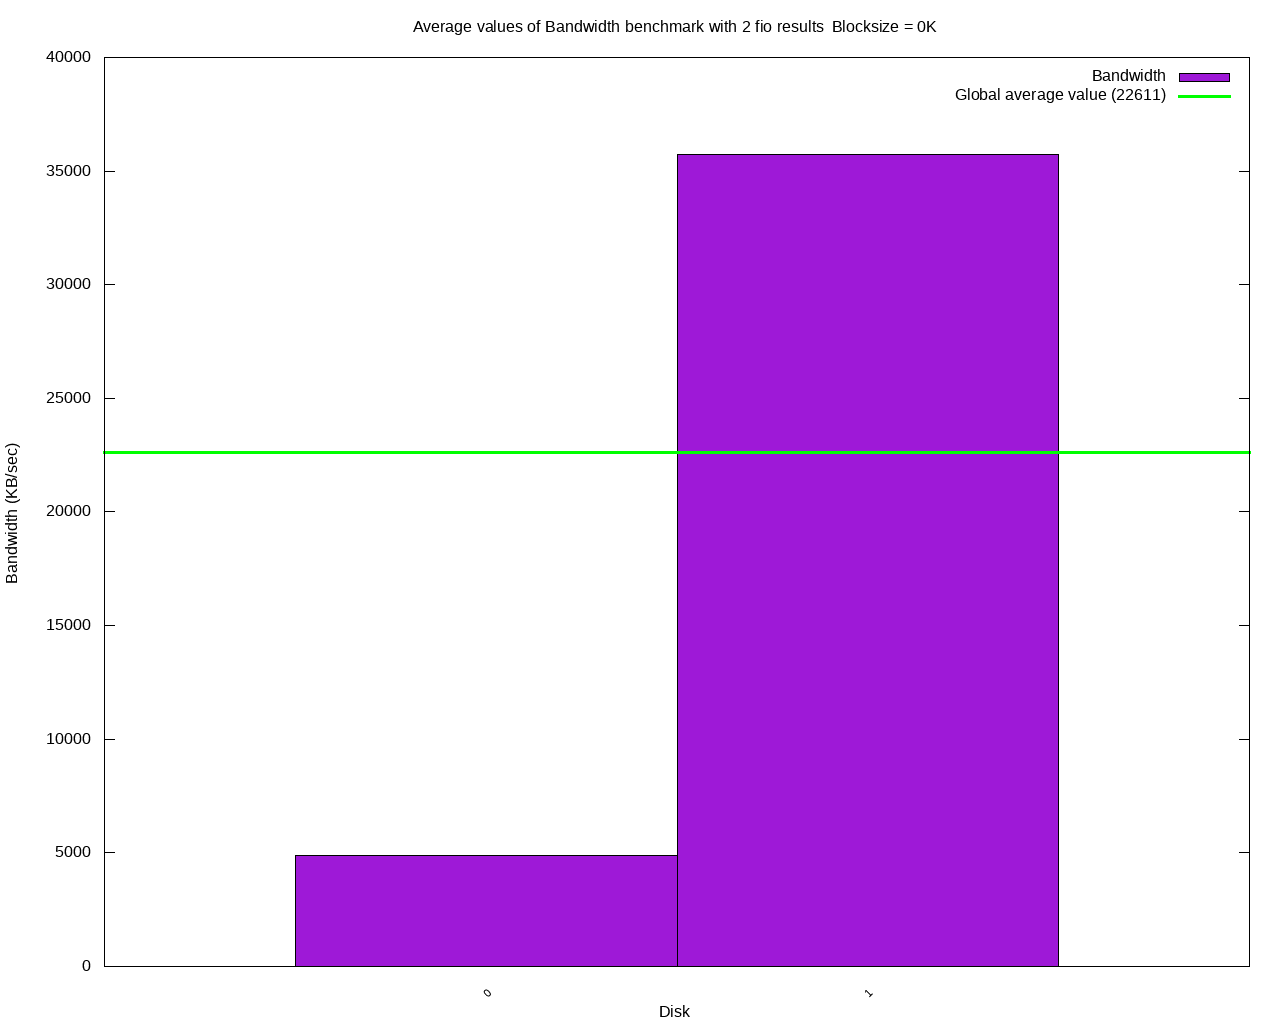 Average values of Bandwidth benchmark with 2 fio results  Blocksize = 0K
40000
35000
30000
25000
20000
15000
10000
5000
0
Bandwidth
Global average value (22611)
Bandwidth (KB/sec)
0
1
Disk